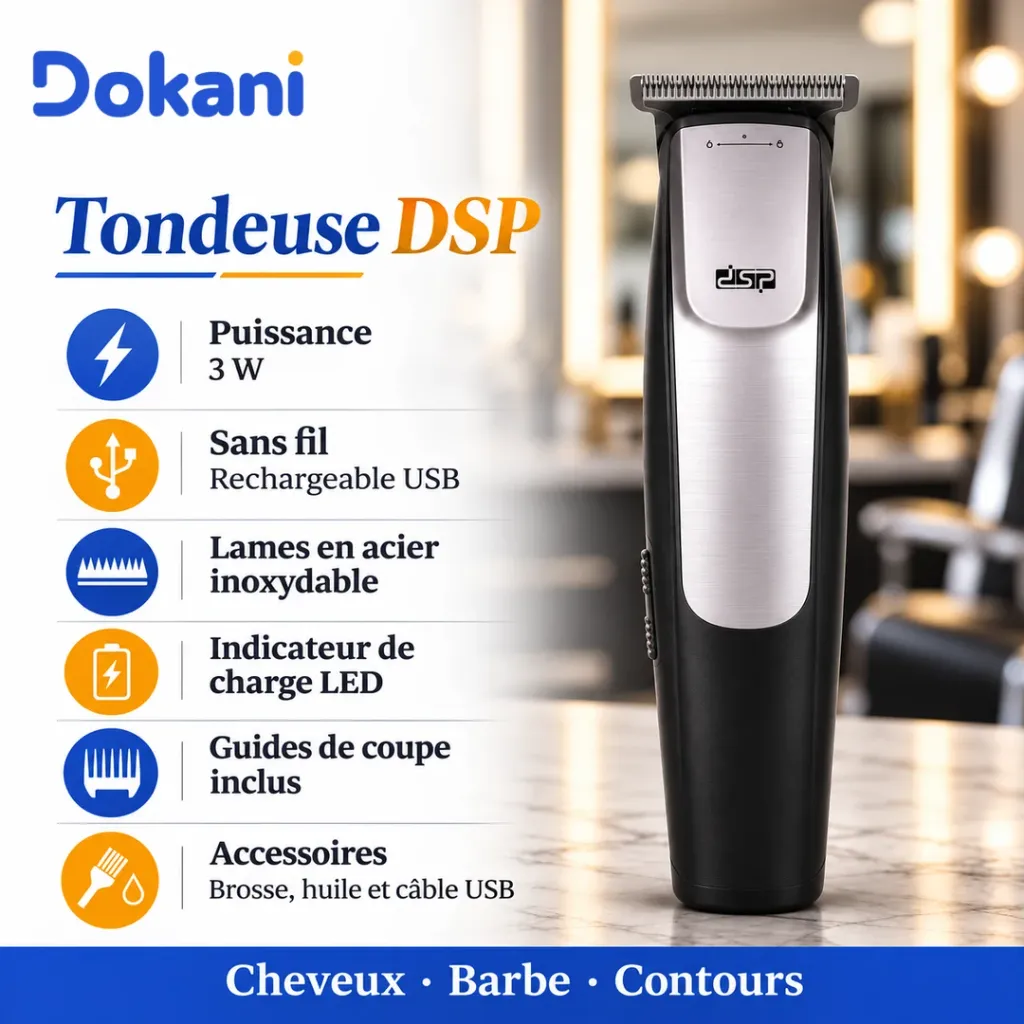 Dokani
Tondeuse DSP
Puissance
3 W
Sans fil
Rechargeable USB
Lames en acier
inoxydable
Indicateur de
charge LED
Guides de coupe
inclus
Accessoires
Brosse, huile et câble USB
dsp
Cheveux · Barbe · Contours